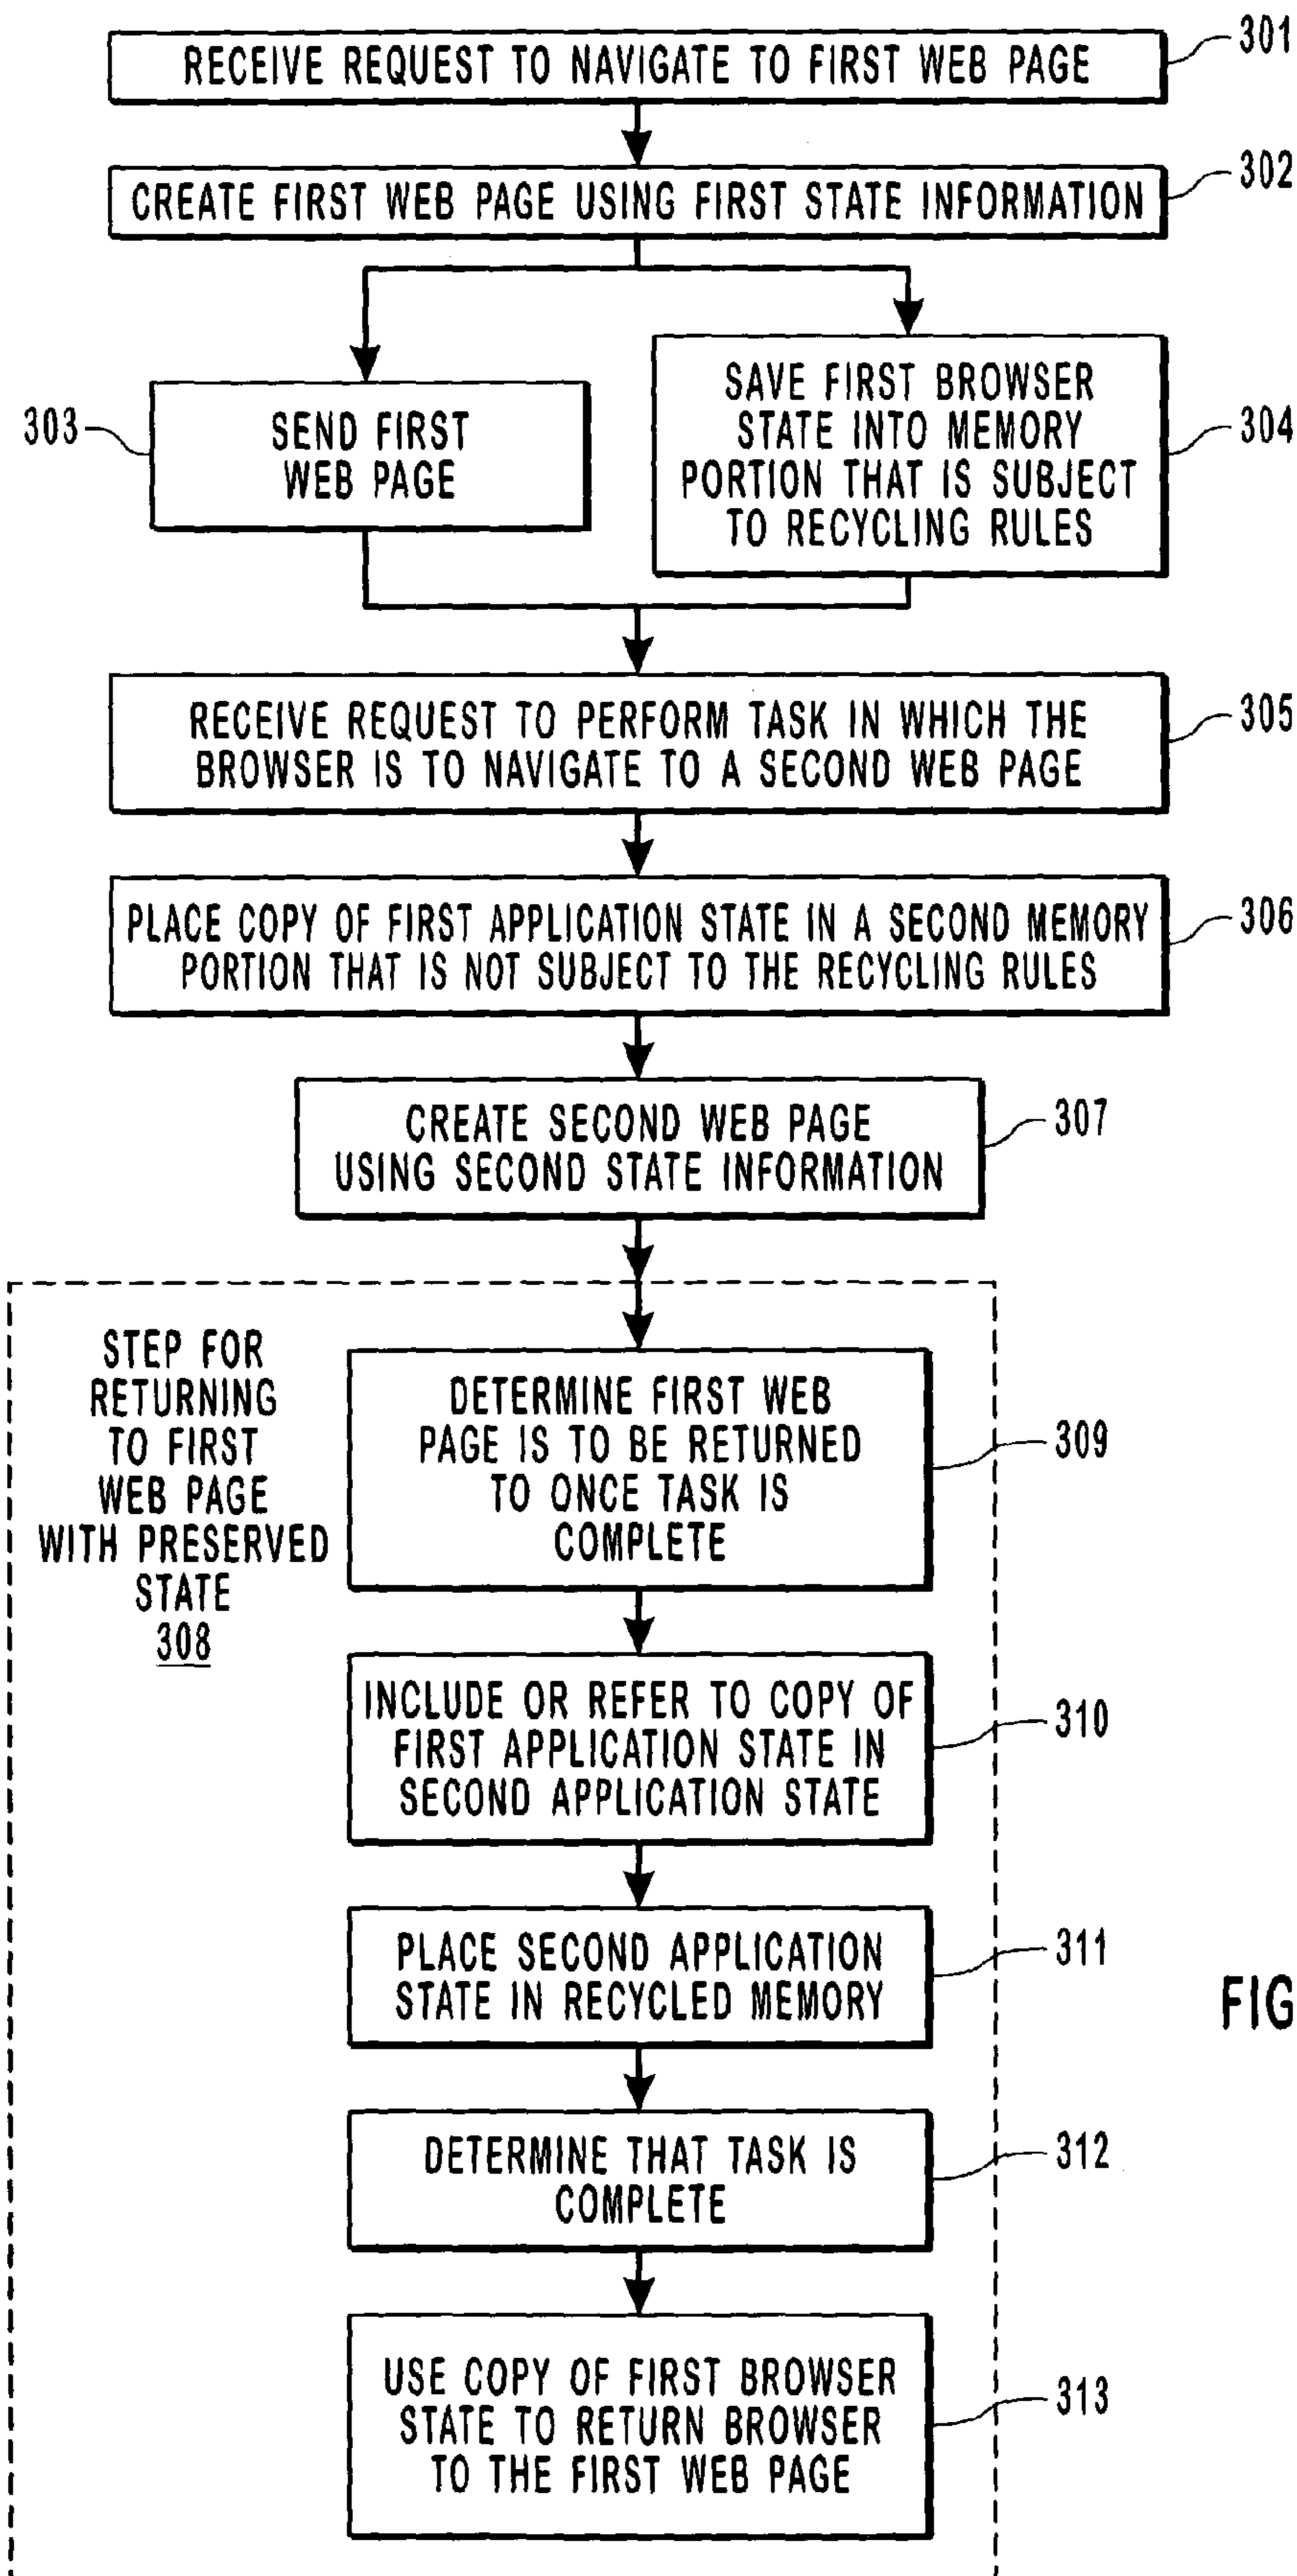 RECEIVE REQUEST TO NAVIGATE TO FIRST WEB PAGE
301
CREATE FIRST WEB PAGE USING FIRST STATE INFORMATION
302
303
SEND FIRST
WEB PAGE
SAVE FIRST BROWSER
STATE INTO MEMORY
PORTION THAT IS SUBJECT
TO RECYCLING RULES
304
RECEIVE REQUEST TO PERFORM TASK IN WHICH THE
BROWSER IS TO NAVIGATE TO A SECOND WEB PAGE
305
PLACE COPY OF FIRST APPLICATION STATE IN A SECOND MEMORY
PORTION THAT IS NOT SUBJECT TO THE RECYCLING RULES
306
CREATE SECOND WEB PAGE
USING SECOND STATE INFORMATION
307
STEP FOR
RETURNING
TO FIRST
WEB PAGE
WITH PRESERVED
STATE
308
DETERMINE FIRST WEB
PAGE IS TO BE RETURNED
TO ONCE TASK IS
COMPLETE
309
INCLUDE OR REFER TO COPY OF
FIRST APPLICATION STATE IN
SECOND APPLICATION STATE
310
PLACE SECOND APPLICATION
STATE IN RECYCLED MEMORY
311
FIG
DETERMINE THAT TASK IS
COMPLETE
312
USE COPY OF FIRST BROWSER
STATE TO RETURN BROWSER
TO THE FIRST WEB PAGE
313